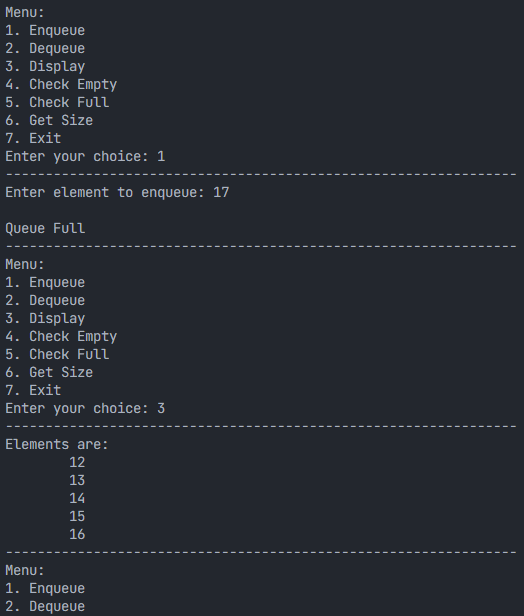 Menu:
1. Enqueue
2. Dequeue
3. Display
4. Check Empty
5. Check Full
6. Get Size
7. Exit
Enter your choice: 1
----------------------------------------------------------------
Enter element to enqueue: 17

Queue Full
----------------------------------------------------------------
Menu:
1. Enqueue
2. Dequeue
3. Display
4. Check Empty
5. Check Full
6. Get Size
7. Exit
Enter your choice: 3
----------------------------------------------------------------
Elements are:
        12
        13
        14
        15
        16
----------------------------------------------------------------
Menu:
1. Enqueue
2. Dequeue